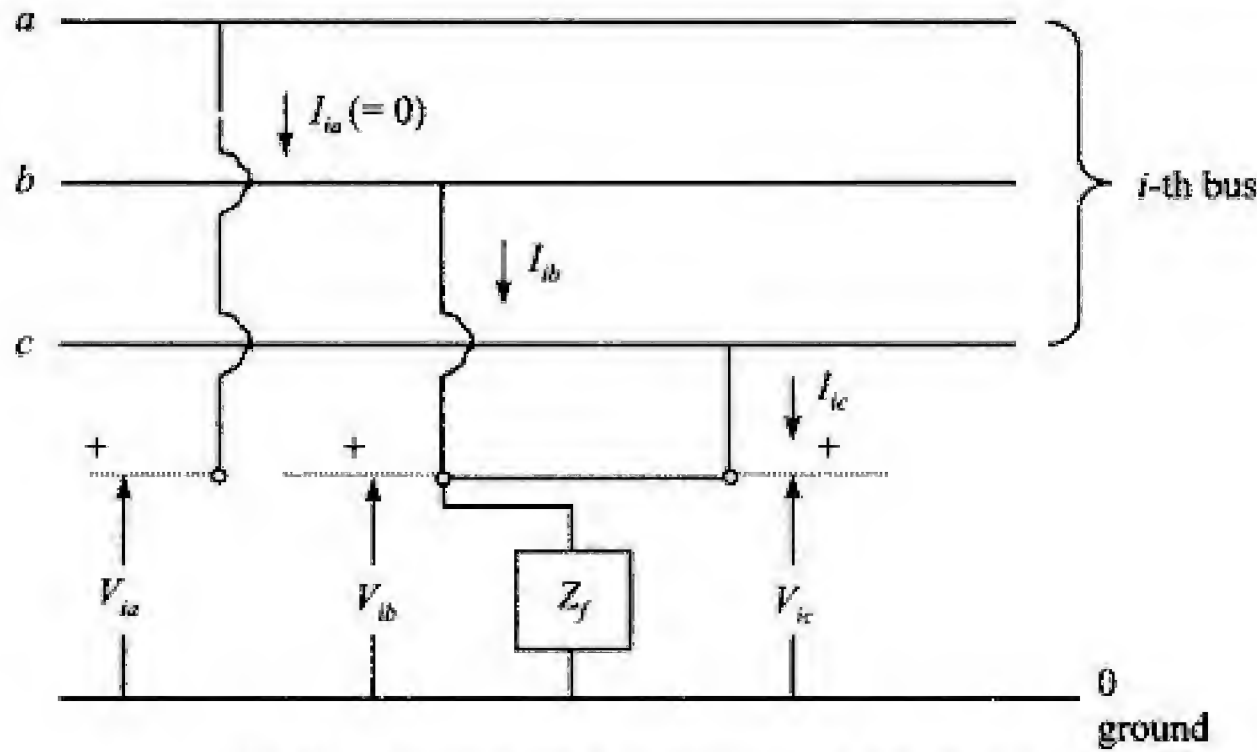 a
I_ia (= 0)
b
i-th bus
I_ib
c
I_ic
+
+
+
V_ia
V_ib
Z_f
V_ic
0
ground